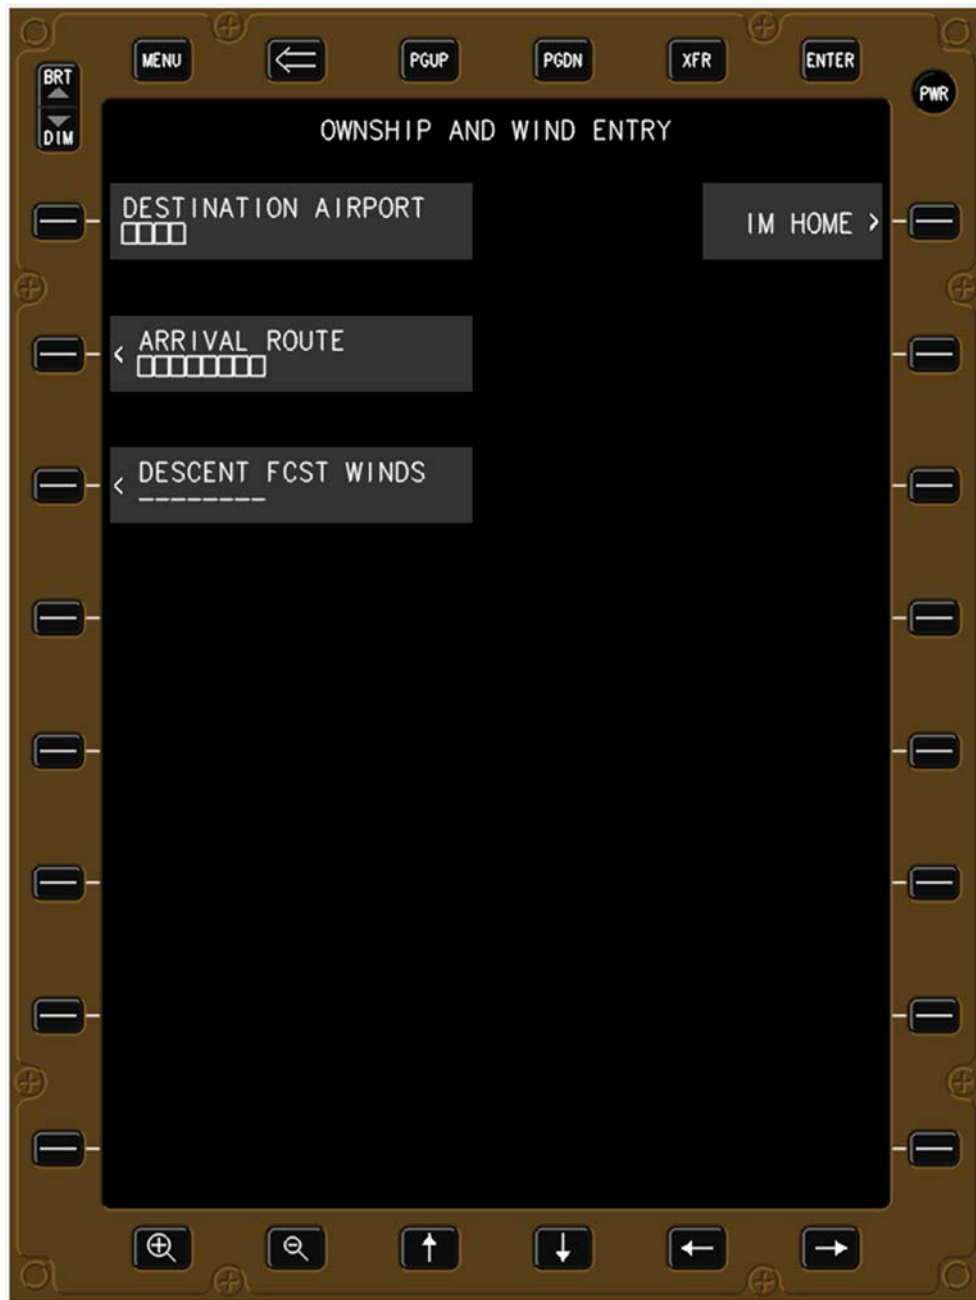 MENU PGUP PGDN XFR ENTER
BRT
DIM
PWR
OWNSHIP AND WIND ENTRY
DESTINATION AIRPORT
□□□□
IM HOME >
< ARRIVAL ROUTE
□□□□□□□□
< DESCENT FCST WINDS
--------